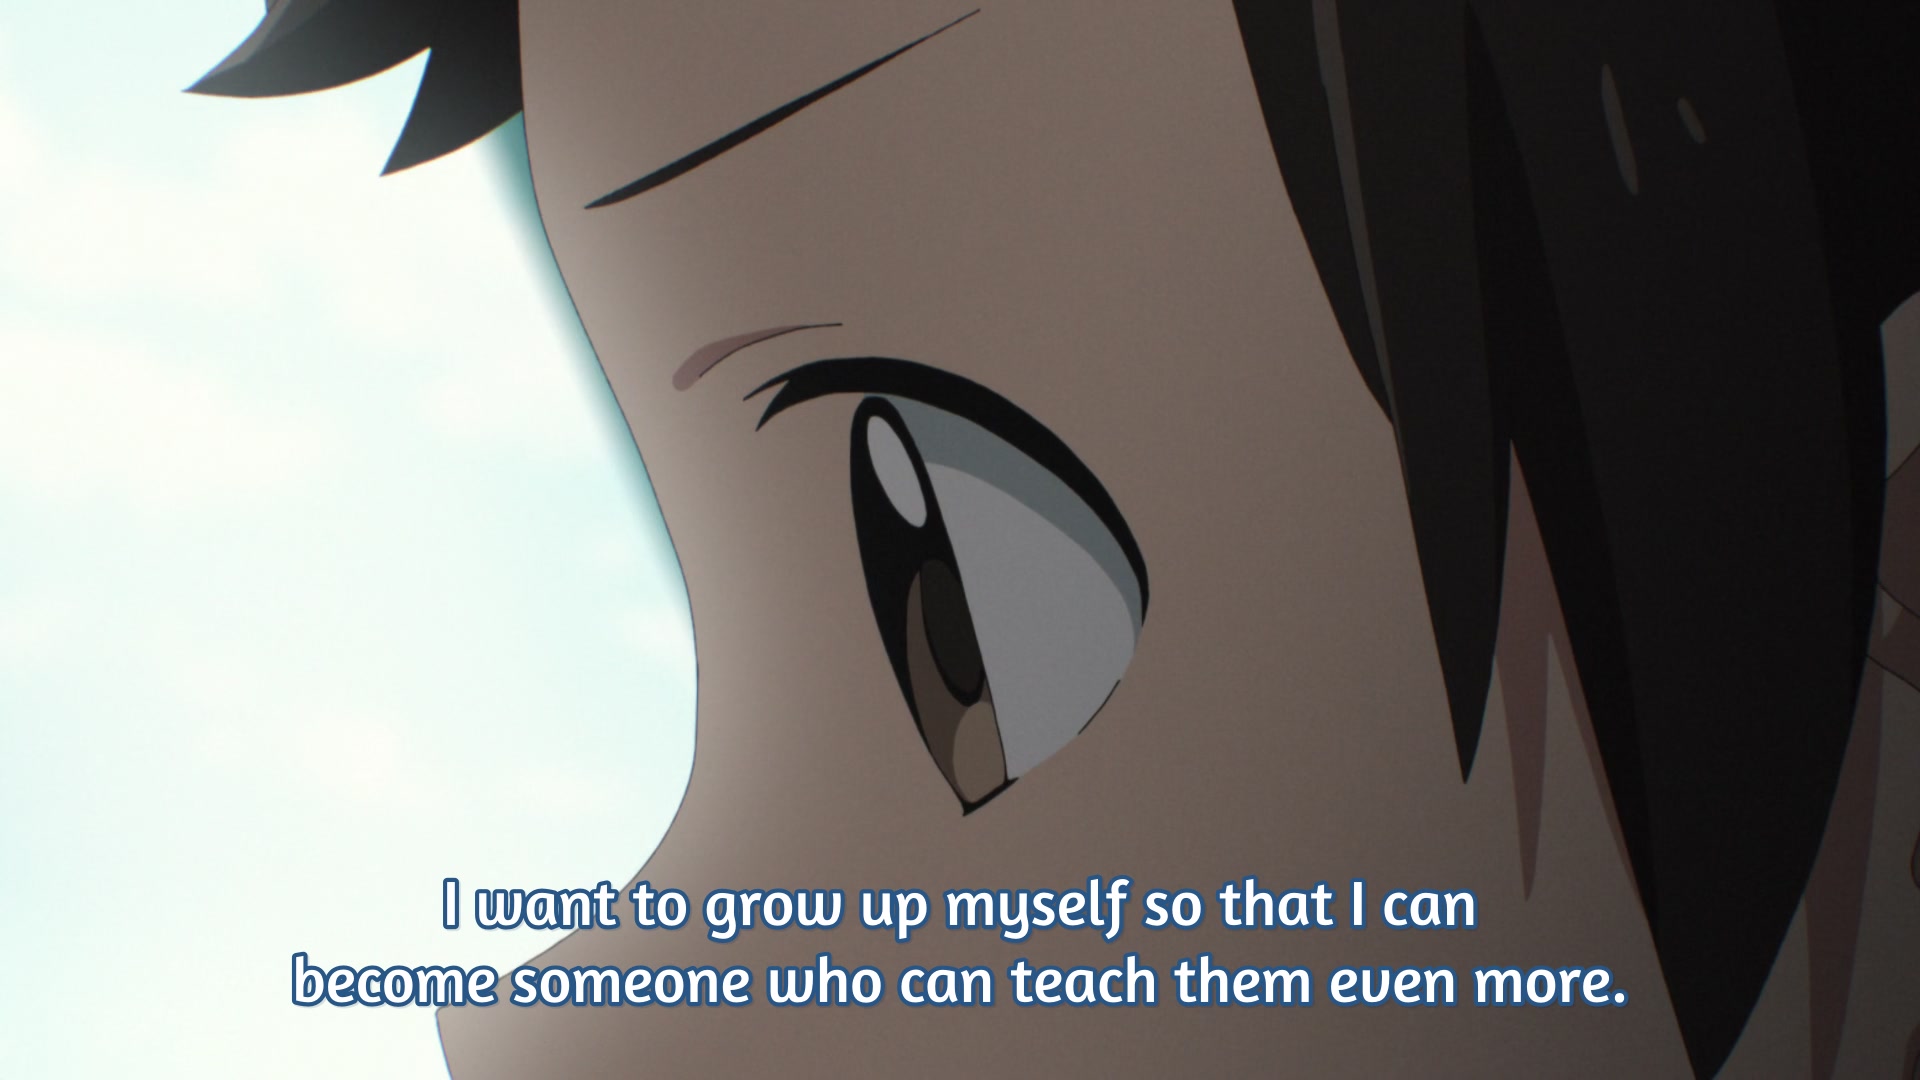 I want to grow up myself so that I can
become someone who can teach them even more.